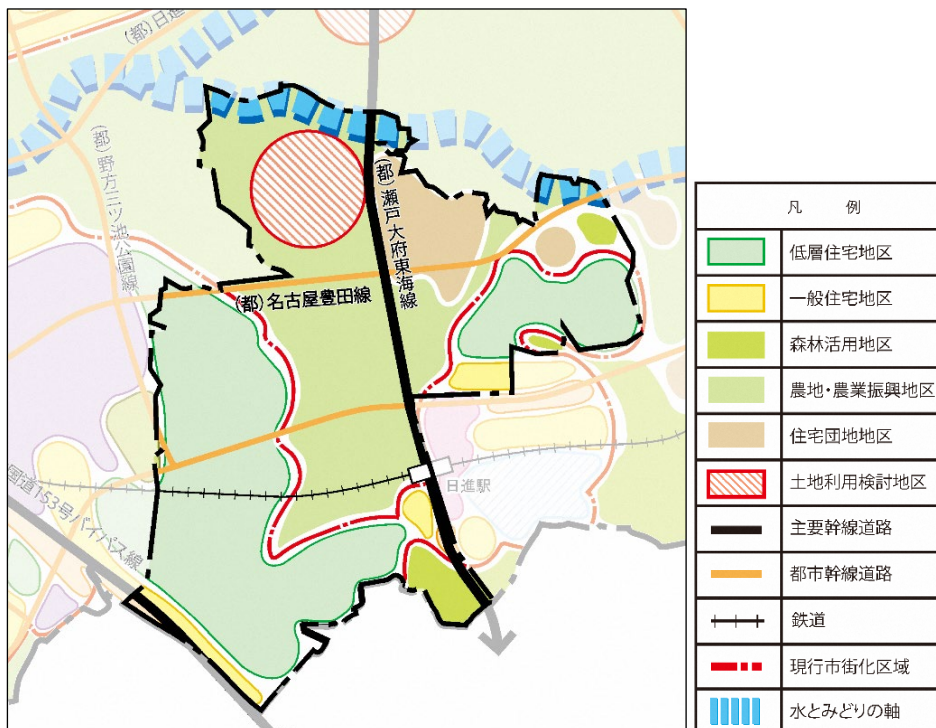 (都)日進
(都)野方三ツ池公園線
(都)瀬戸大府東海線
(都)名古屋豊田線
国道153号バイパス線
日進駅
凡 例
低層住宅地区
一般住宅地区
森林活用地区
農地・農業振興地区
住宅団地地区
土地利用検討地区
主要幹線道路
都市幹線道路
鉄道
現行市街化区域
水とみどりの軸